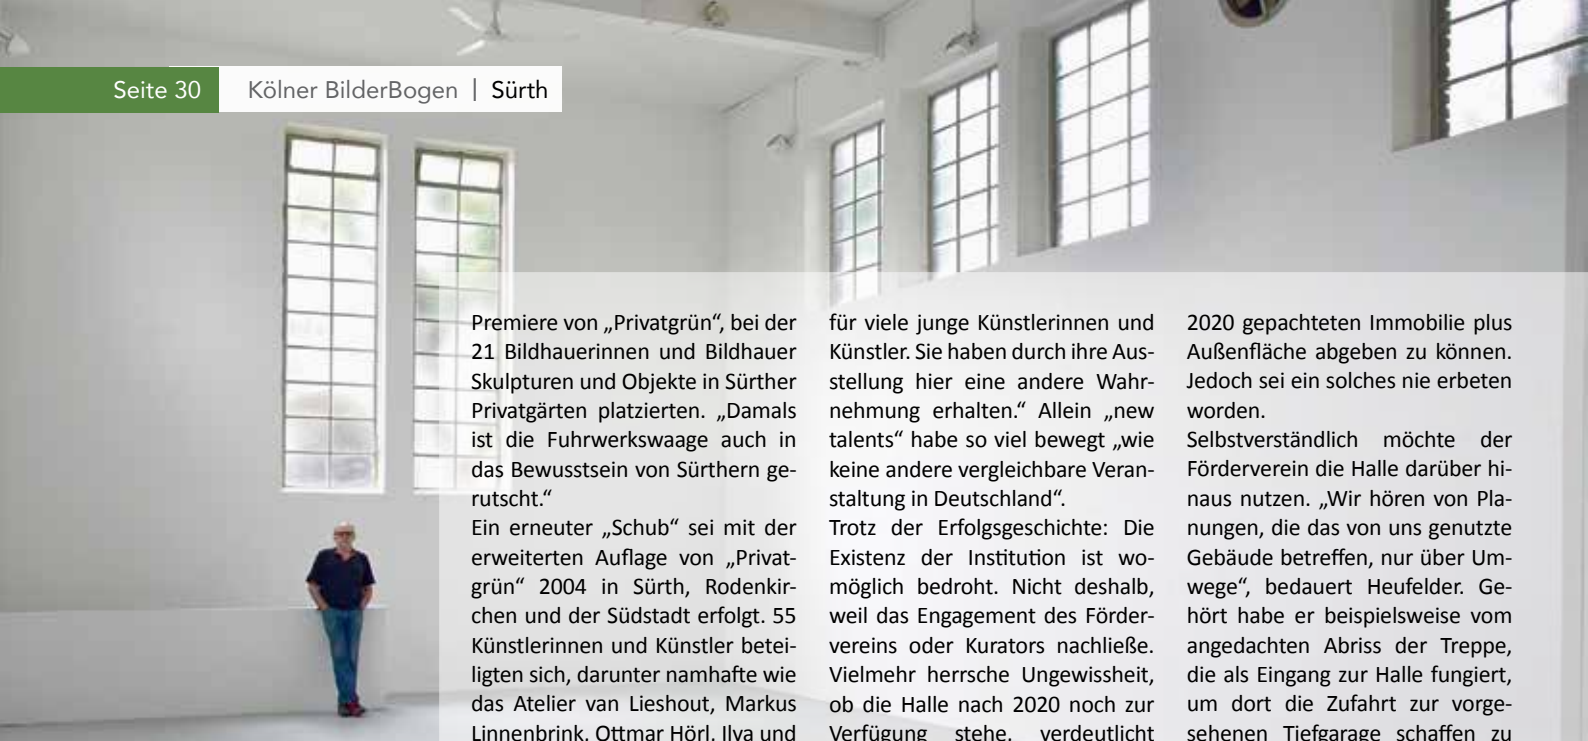 Seite 30
Kölner BilderBogen | Sürth
Premiere von „Privatgrün“, bei der
21 Bildhauerinnen und Bildhauer
Skulpturen und Objekte in Sürther
Privatgärten platzierten. „Damals
ist die Fuhrwerkswaage auch in
das Bewusstsein von Sürthern ge-
rutscht.“
Ein erneuter „Schub“ sei mit der
erweiterten Auflage von „Privat-
grün“ 2004 in Sürth, Rodenkir-
chen und der Südstadt erfolgt. 55
Künstlerinnen und Künstler betei-
ligten sich, darunter namhafte wie
das Atelier van Lieshout, Markus
Linnenbrink, Ottmar Hörl, Ilya und
für viele junge Künstlerinnen und
Künstler. Sie haben durch ihre Aus-
stellung hier eine andere Wahr-
nehmung erhalten.“ Allein „new
talents“ habe so viel bewegt „wie
keine andere vergleichbare Veran-
staltung in Deutschland“.
Trotz der Erfolgsgeschichte: Die
Existenz der Institution ist wo-
möglich bedroht. Nicht deshalb,
weil das Engagement des Förder-
vereins oder Kurators nachließe.
Vielmehr herrsche Ungewissheit,
ob die Halle nach 2020 noch zur
Verfügung stehe, verdeutlicht
2020 gepachteten Immobilie plus
Außenfläche abgeben zu können.
Jedoch sei ein solches nie erbeten
worden.
Selbstverständlich möchte der
Förderverein die Halle darüber hi-
naus nutzen. „Wir hören von Pla-
nungen, die das von uns genutzte
Gebäude betreffen, nur über Um-
wege“, bedauert Heufelder. Ge-
hört habe er beispielsweise vom
angedachten Abriss der Treppe,
die als Eingang zur Halle fungiert,
um dort die Zufahrt zur vorge-
sehenen Tiefgarage schaffen zu